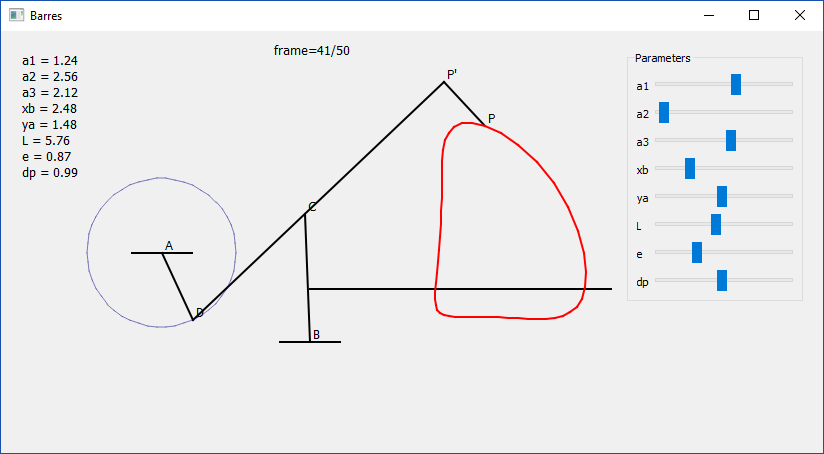 Barres
frame=41/50
a1 = 1.24
a2 = 2.56
a3 = 2.12
xb = 2.48
ya = 1.48
L = 5.76
e = 0.87
dp = 0.99
P'
P
C
A
D
B
Parameters
a1
a2
a3
xb
ya
L
e
dp